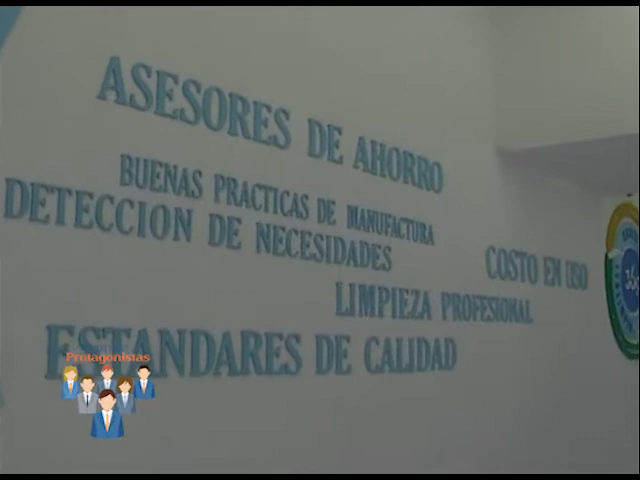 ASESORES DE AHORRO
BUENAS PRACTICAS DE MANUFACTURA
DETECCION DE NECESIDADES
COSTO EN USO
LIMPIEZA PROFESIONAL
ESTANDARES DE CALIDAD
Protagonistas